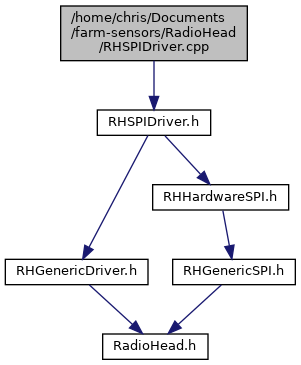 /home/chris/Documents
/farm-sensors/RadioHead
/RHSPIDriver.cpp
RHSPIDriver.h
RHHardwareSPI.h
RHGenericDriver.h
RHGenericSPI.h
RadioHead.h